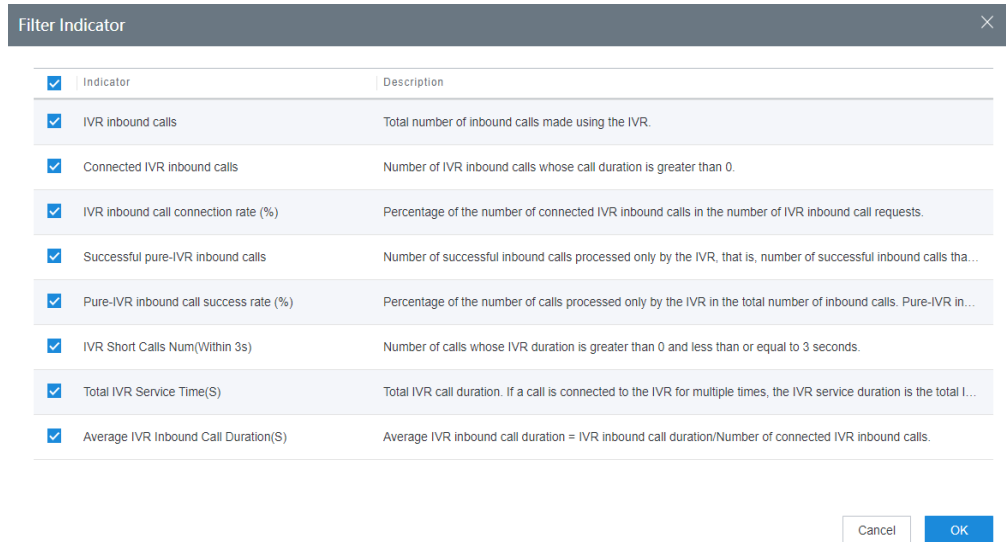 Filter Indicator
Indicator Description
IVR inbound calls Total number of inbound calls made using the IVR.
Connected IVR inbound calls Number of IVR inbound calls whose call duration is greater than 0.
IVR inbound call connection rate (%) Percentage of the number of connected IVR inbound calls in the number of IVR inbound call requests.
Successful pure-IVR inbound calls Number of successful inbound calls processed only by the IVR, that is, number of successful inbound calls tha...
Pure-IVR inbound call success rate (%) Percentage of the number of calls processed only by the IVR in the total number of inbound calls. Pure-IVR in...
IVR Short Calls Num(Within 3s) Number of calls whose IVR duration is greater than 0 and less than or equal to 3 seconds.
Total IVR Service Time(S) Total IVR call duration. If a call is connected to the IVR for multiple times, the IVR service duration is the total I...
Average IVR Inbound Call Duration(S) Average IVR inbound call duration = IVR inbound call duration/Number of connected IVR inbound calls.
Cancel OK